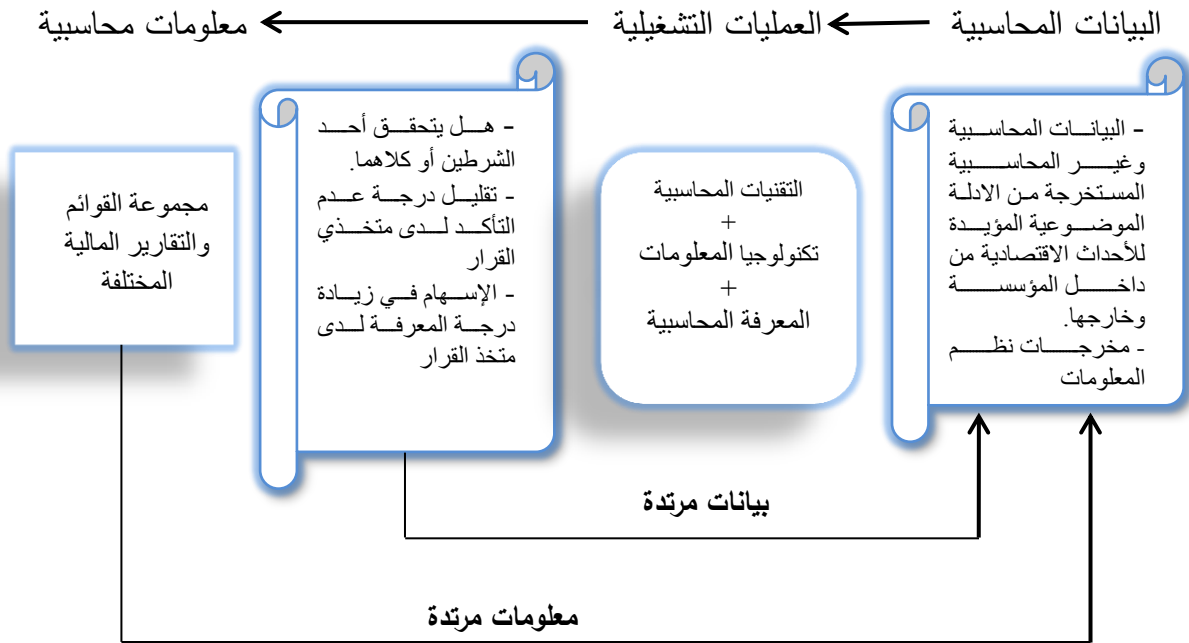 البيانات المحاسبية
العمليات التشغيلية
معلومات محاسبية
- البيانات المحاسبية
وغير المحاسبية
المستخرجة من الادلة
الموضوعية المؤيدة
للأحداث الاقتصادية من
داخل المؤسسة
وخارجها.
- مخرجات نظم
المعلومات
التقنيات المحاسبية
+
تكنولوجيا المعلومات
+
المعرفة المحاسبية
- هل يتحقق أحد
الشرطين أو كلاهما.
- تقليل درجة عدم
التأكد لدى متخذي
القرار
- الإسهام في زيادة
درجة المعرفة لدى
متخذ القرار
مجموعة القوائم
والتقارير المالية
المختلفة
بيانات مرتدة
معلومات مرتدة